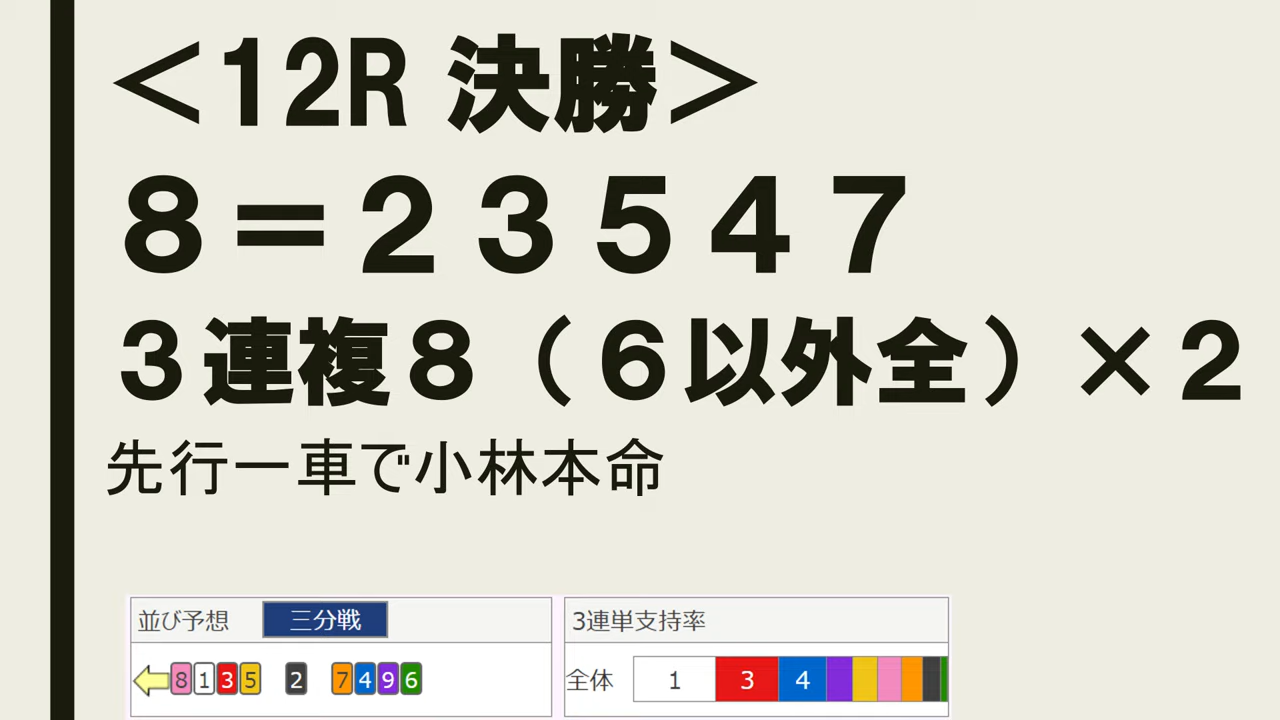 ＜12R 決勝＞
８＝２３５４７
３連複８（６以外全）×２
先行一車で小林本命
並び予想 三分戦
8 1 3 5 2 7 4 9 6
3連単支持率
全体 1 3 4